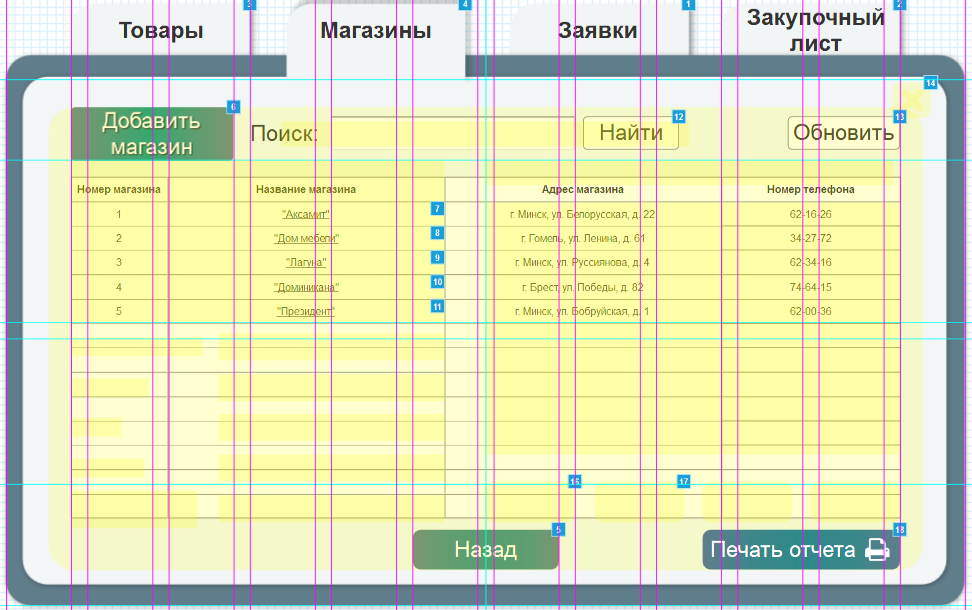 3
4
1
2
Товары
Магазины
Заявки
Закупочный
лист
14
6
12
13
Добавить
магазин
Поиск:
Найти
Обновить
Номер магазина Название магазина Адрес магазина Номер телефона
1 "Аксамит" 7 г. Минск, ул. Белорусская, д. 22 62-16-26
2 "Дом мебели" 8 г. Гомель, ул. Ленина, д. 61 34-27-72
3 "Лагуна" 9 г. Минск, ул. Руссиянова, д. 4 62-34-16
4 "Доминикана" 10 г. Брест, ул. Победы, д. 82 74-64-15
5 "Президент" 11 г. Минск, ул. Бобруйская, д. 1 62-00-36
17
5
Назад
Печать отчета